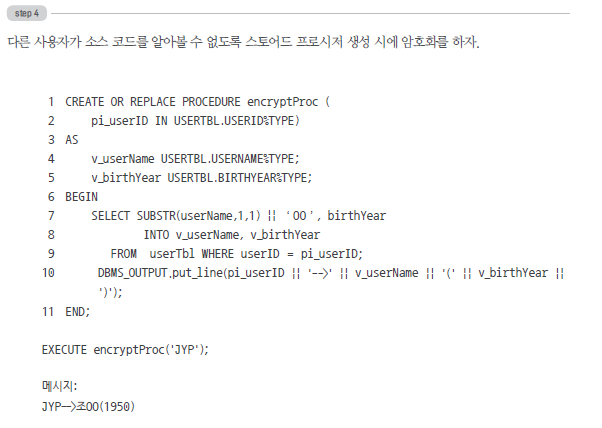 step 4
다른 사용자가 소스 코드를 알아볼 수 없도록 스토어드 프로시저 생성 시에 암호화를 하자.
1 CREATE OR REPLACE PROCEDURE encryptProc (
2 pi_userID IN USERTBL.USERID%TYPE)
3 AS
4 v_userName USERTBL.USERNAME%TYPE;
5 v_birthYear USERTBL.BIRTHYEAR%TYPE;
6 BEGIN
7 SELECT SUBSTR(userName,1,1) || 'OO', birthYear
8 INTO v_userName, v_birthYear
9 FROM userTbl WHERE userID = pi_userID;
10 DBMS_OUTPUT.put_line(pi_userID || '-->' || v_userName || '(' || v_birthYear ||
')');
11 END;
EXECUTE encryptProc('JYP');
메시지:
JYP-->조OO(1950)